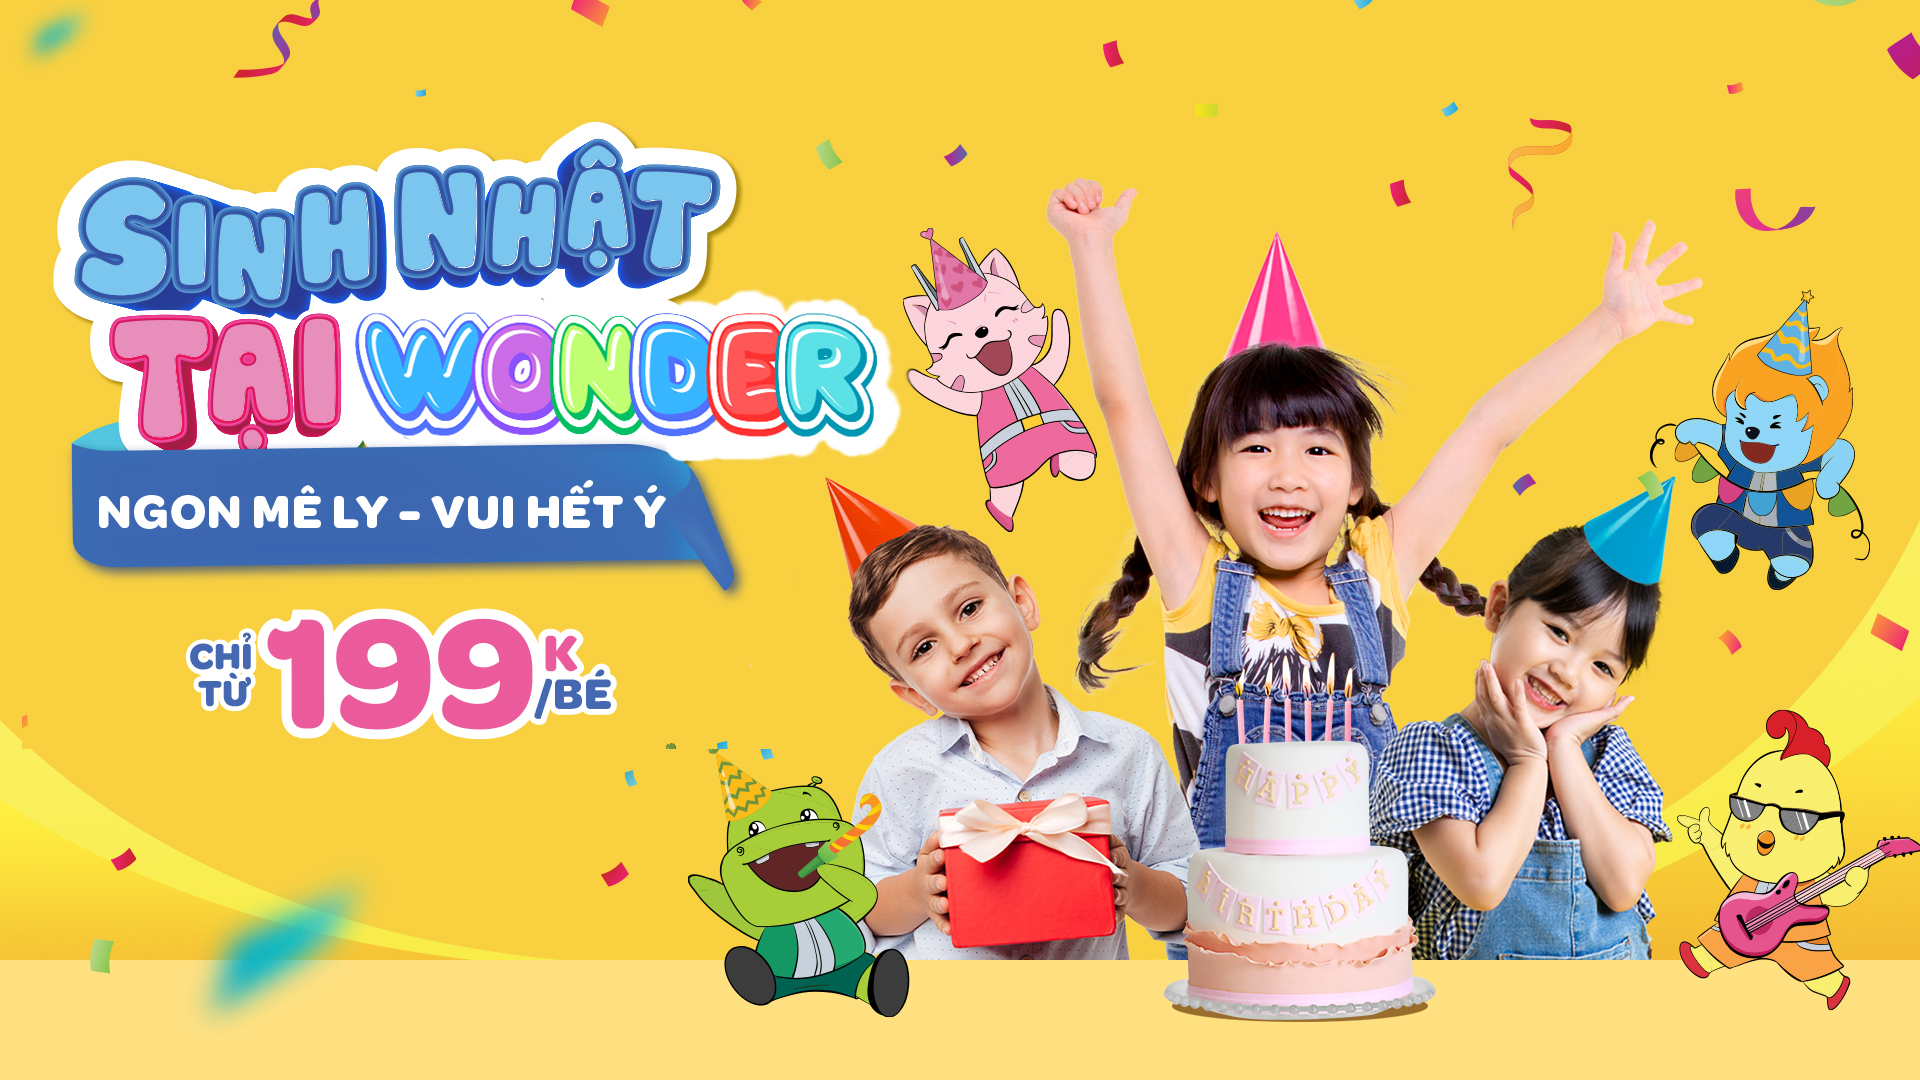 SINH NHẬT
TẠI WONDER
NGON MÊ LY - VUI HẾT Ý
CHỈ TỪ 199K/BÉ
HAPPY
BIRTHDAY